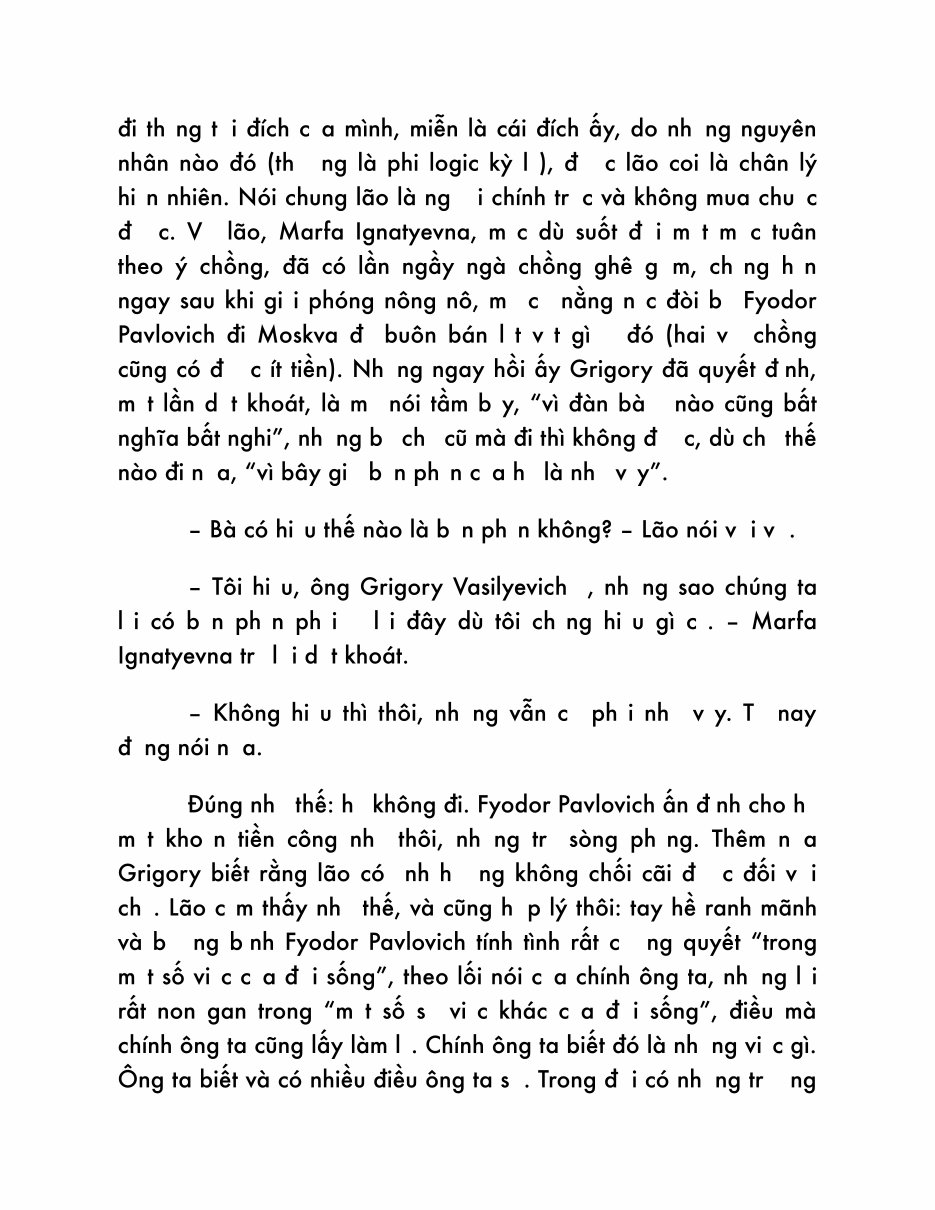 đi th ng t i đích c a mình, miễn là cái đích ấy, do nh ng nguyên
nhân nào đó (th ng là phi logic kỳ l ), đ c lão coi là chân lý
hi n nhiên. Nói chung lão là ng i chính tr c và không mua chu c
đ c. V lão, Marfa Ignatyevna, m c dù suốt đ i m t m c tuân
theo ý chồng, đã có lần ngầy ngà chồng ghê g m, ch ng h n
ngay sau khi gi i phóng nông nô, m c nằng n c đòi b Fyodor
Pavlovich đi Moskva đ buôn bán l t v t gì đó (hai v chồng
cũng có đ c ít tiền). Nh ng ngay hồi ấy Grigory đã quyết đ nh,
m t lần d t khoát, là m nói tầm b y, “vì đàn bà nào cũng bất
nghĩa bất nghi”, nh ng b ch cũ mà đi thì không đ c, dù ch thế
nào đi n a, “vì bây gi b n ph n c a h là nh v y”.
– Bà có hi u thế nào là b n ph n không? – Lão nói v i v .
– Tôi hi u, ông Grigory Vasilyevich , nh ng sao chúng ta
l i có b n ph n ph i l i đây dù tôi ch ng hi u gì c . – Marfa
Ignatyevna tr l i d t khoát.
– Không hi u thì thôi, nh ng vẫn c ph i nh v y. T nay
đ ng nói n a.
Đúng nh thế: h không đi. Fyodor Pavlovich ấn đ nh cho h
m t kho n tiền công nh thôi, nh ng tr sòng ph ng. Thêm n a
Grigory biết rằng lão có nh h ng không chối cãi đ c đối v i
ch . Lão c m thấy nh thế, và cũng h p lý thôi: tay hề ranh mãnh
và b ng b nh Fyodor Pavlovich tính tình rất c ng quyết “trong
m t số vi c c a đ i sống”, theo lối nói c a chính ông ta, nh ng l i
rất non gan trong “m t số s vi c khác c a đ i sống”, điều mà
chính ông ta cũng lấy làm l . Chính ông ta biết đó là nh ng vi c gì.
Ông ta biết và có nhiều điều ông ta s . Trong đ i có nh ng tr ng